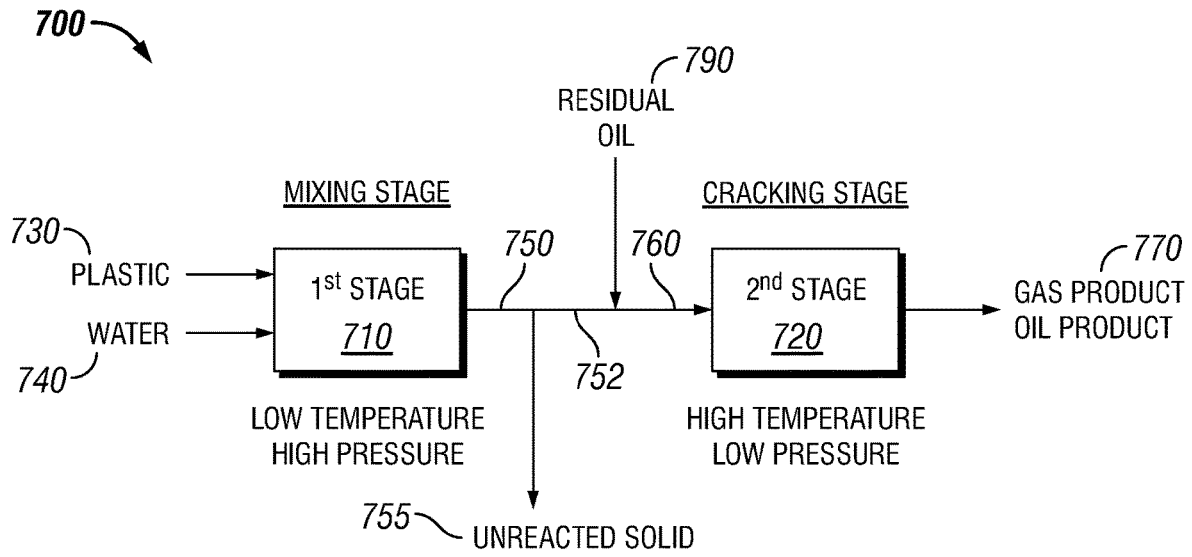 700
790
RESIDUAL
OIL
MIXING STAGE
CRACKING STAGE
730
PLASTIC
750
760
770
1st STAGE
710
2nd STAGE
720
GAS PRODUCT
OIL PRODUCT
WATER
740
752
LOW TEMPERATURE
HIGH PRESSURE
HIGH TEMPERATURE
LOW PRESSURE
755
UNREACTED SOLID